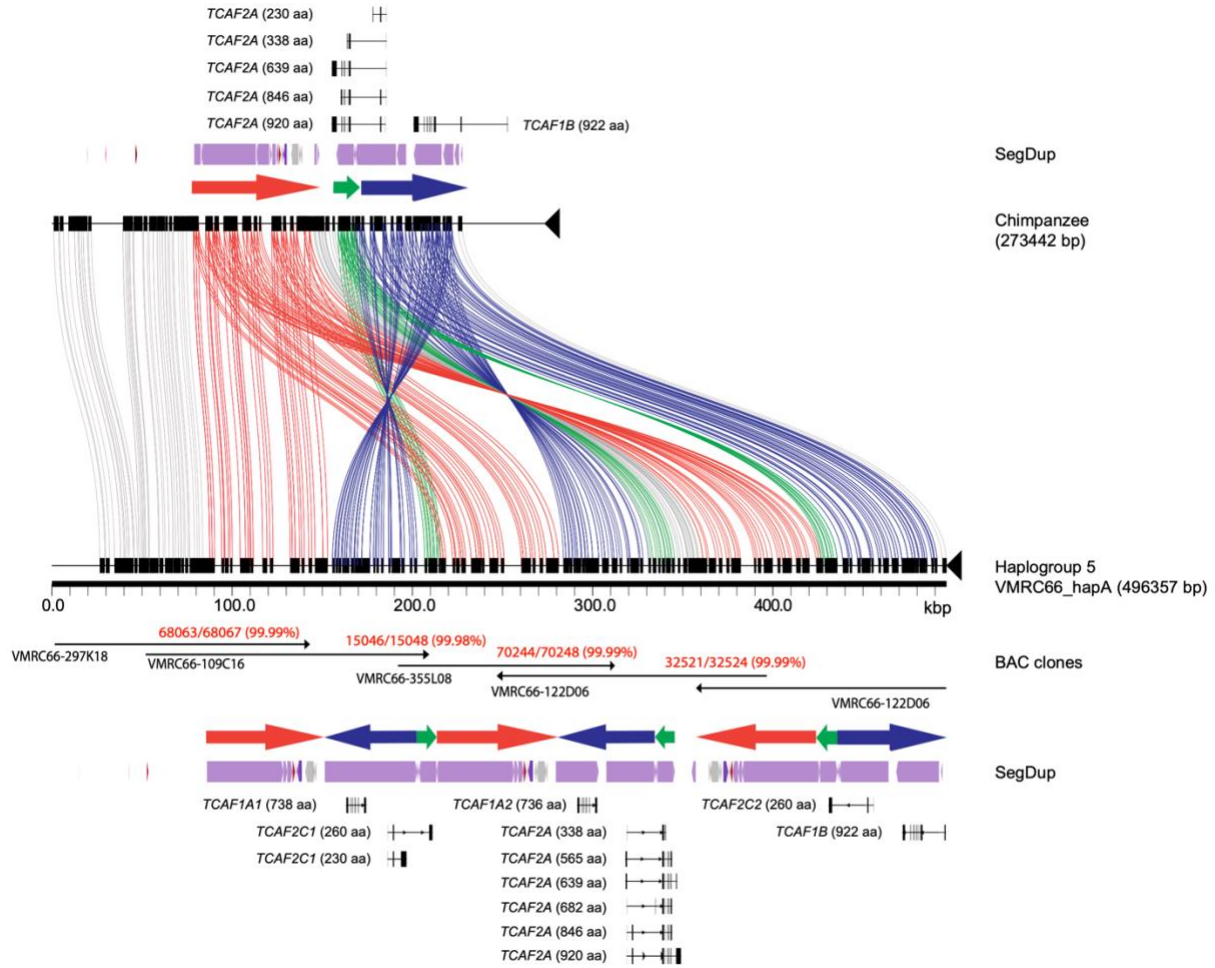 TCAF2A (230 aa)
TCAF2A (338 aa)
TCAF2A (639 aa)
TCAF2A (846 aa)
TCAF2A (920 aa)
TCAF1B (922 aa)
SegDup
Chimpanzee
(273442 bp)
Haplogroup 5
VMRC66_hapA (496357 bp)
0.0 100.0 200.0 300.0 400.0 kbp
68063/68067 (99.99%)
15046/15048 (99.98%)
70244/70248 (99.99%)
32521/32524 (99.99%)
VMRC66-297K18
VMRC66-109C16
VMRC66-355L08
VMRC66-122D06
VMRC66-122D06
BAC clones
SegDup
TCAF1A1 (738 aa)
TCAF1A2 (736 aa)
TCAF2C2 (260 aa)
TCAF2C1 (260 aa)
TCAF2A (338 aa)
TCAF1B (922 aa)
TCAF2C1 (230 aa)
TCAF2A (565 aa)
TCAF2A (639 aa)
TCAF2A (682 aa)
TCAF2A (846 aa)
TCAF2A (920 aa)